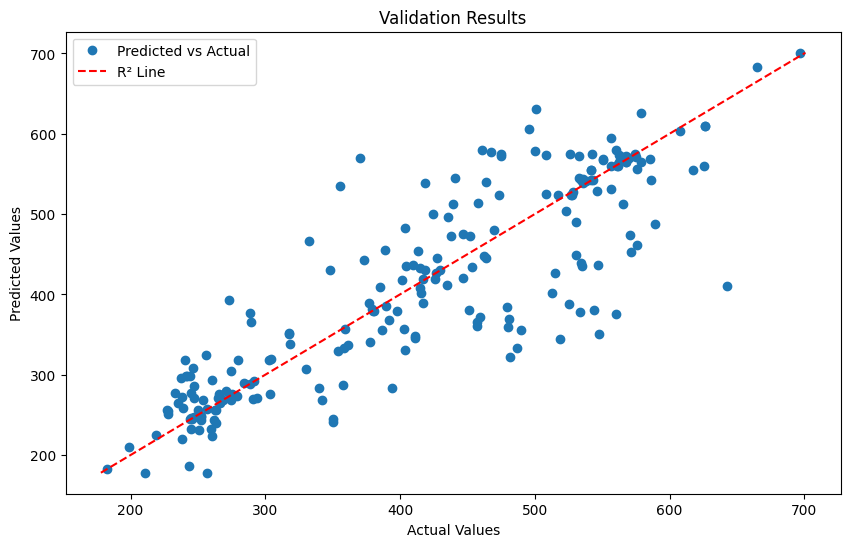 Validation Results
Predicted vs Actual
R² Line
Predicted Values
700
600
500
400
300
200
200 300 400 500 600 700
Actual Values